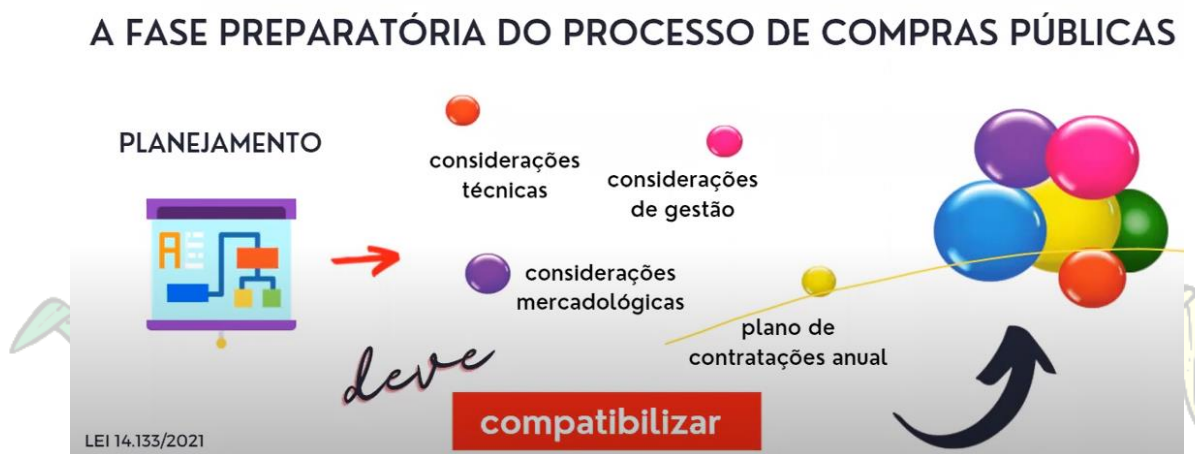 A FASE PREPARATÓRIA DO PROCESSO DE COMPRAS PÚBLICAS
PLANEJAMENTO
considerações
técnicas
considerações
de gestão
considerações
mercadológicas
plano de
contratações anual
deve
compatibilizar
LEI 14.133/2021